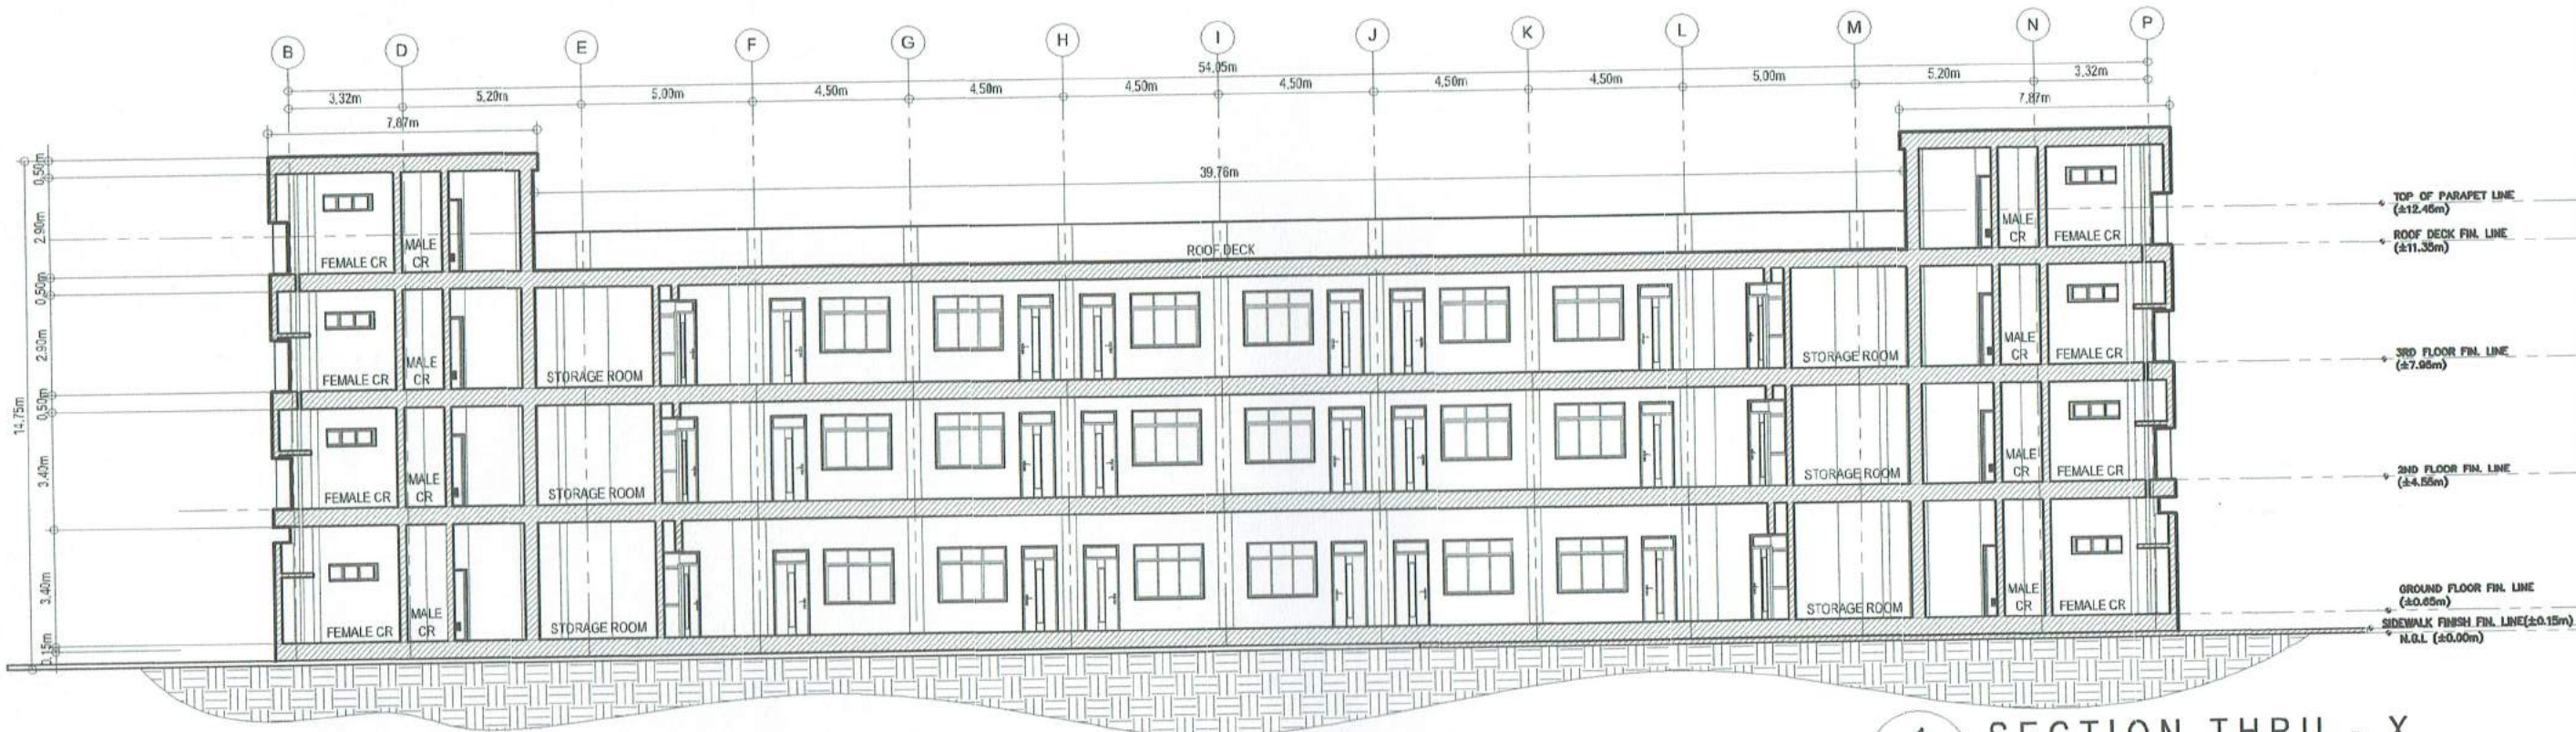 B D E F G H I J K L M N P
54.05m
3.32m 5.20m 5.00m 4.50m 4.50m 4.50m 4.50m 4.50m 4.50m 5.00m 5.20m 3.32m
7.87m 7.87m
39.76m
0.50m
2.90m
0.50m
2.90m
0.50m
3.40m
3.40m
0.15m
14.75m
FEMALE CR MALE CR ROOF DECK MALE CR FEMALE CR
FEMALE CR MALE CR STORAGE ROOM STORAGE ROOM MALE CR FEMALE CR
FEMALE CR MALE CR STORAGE ROOM STORAGE ROOM MALE CR FEMALE CR
FEMALE CR MALE CR STORAGE ROOM STORAGE ROOM MALE CR FEMALE CR
TOP OF PARAPET LINE
(±12.45m)
ROOF DECK FIN. LINE
(±11.35m)
3RD FLOOR FIN. LINE
(±7.95m)
2ND FLOOR FIN. LINE
(±4.55m)
GROUND FLOOR FIN. LINE
(±0.65m)
SIDEWALK FINISH FIN. LINE(±0.15m)
N.G.L (±0.00m)
SECTION THRU - X